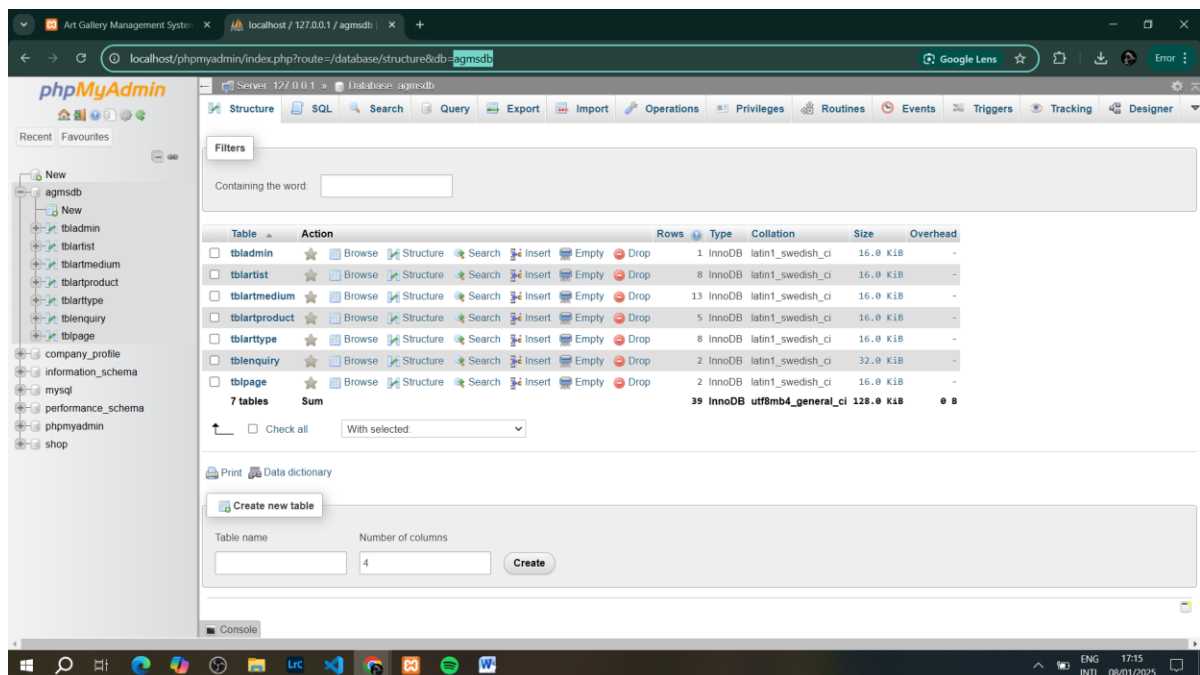 Art Gallery Management System
localhost / 127.0.0.1 / agmsdb |
localhost/phpmyadmin/index.php?route=/database/structure&db=agmsdb
Google Lens
Error
phpMyAdmin
Recent Favourites
New
agmsdb
New
tbladmin
tblartist
tblartmedium
tblartproduct
tblarttype
tblenquiry
tblpage
company_profile
information_schema
mysql
performance_schema
phpmyadmin
shop
Server: 127.0.0.1 » Database: agmsdb
Structure SQL Search Query Export Import Operations Privileges Routines Events Triggers Tracking Designer
Filters
Containing the word:
Table Action Rows Type Collation Size Overhead
tbladmin Browse Structure Search Insert Empty Drop 1 InnoDB latin1_swedish_ci 16.0 KiB -
tblartist Browse Structure Search Insert Empty Drop 8 InnoDB latin1_swedish_ci 16.0 KiB -
tblartmedium Browse Structure Search Insert Empty Drop 13 InnoDB latin1_swedish_ci 16.0 KiB -
tblartproduct Browse Structure Search Insert Empty Drop 5 InnoDB latin1_swedish_ci 16.0 KiB -
tblarttype Browse Structure Search Insert Empty Drop 8 InnoDB latin1_swedish_ci 16.0 KiB -
tblenquiry Browse Structure Search Insert Empty Drop 2 InnoDB latin1_swedish_ci 32.0 KiB -
tblpage Browse Structure Search Insert Empty Drop 2 InnoDB latin1_swedish_ci 16.0 KiB -
7 tables Sum 39 InnoDB utf8mb4_general_ci 128.0 KiB 0 B
Check all With selected:
Print Data dictionary
Create new table
Table name Number of columns
4 Create
Console
Lrc
ENG
INTL
17:15
08/01/2025